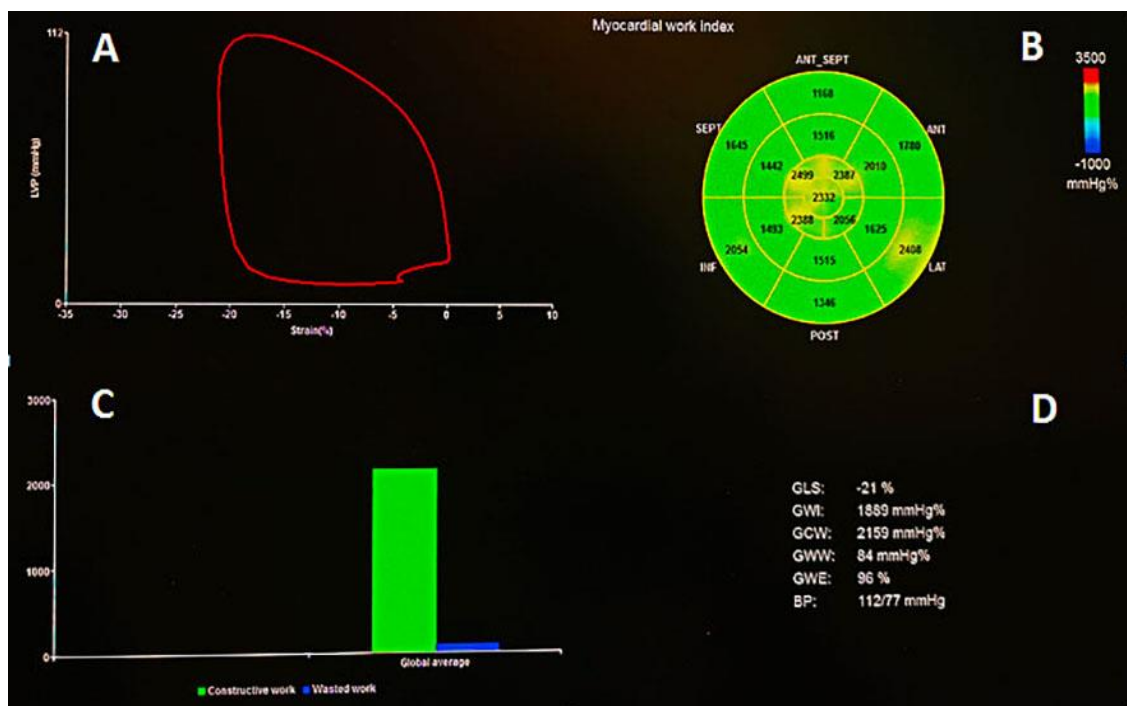 A
112
LVP (mmHg)
0
-35 -30 -25 -20 -15 -10 -5 0 5 10
Strain(%)
Myocardial work index
B
3500
-1000
mmHg%
ANT_SEPT
SEPT
ANT
1168
1645
1780
1516
1442
2010
2499
2387
2332
2388
2056
1493
1625
2054
2408
INF
LAT
1515
1346
POST
C
3000
2000
1000
0
Global average
Constructive work Wasted work
D
GLS: -21 %
GWI: 1889 mmHg%
GCW: 2159 mmHg%
GWW: 84 mmHg%
GWE: 96 %
BP: 112/77 mmHg